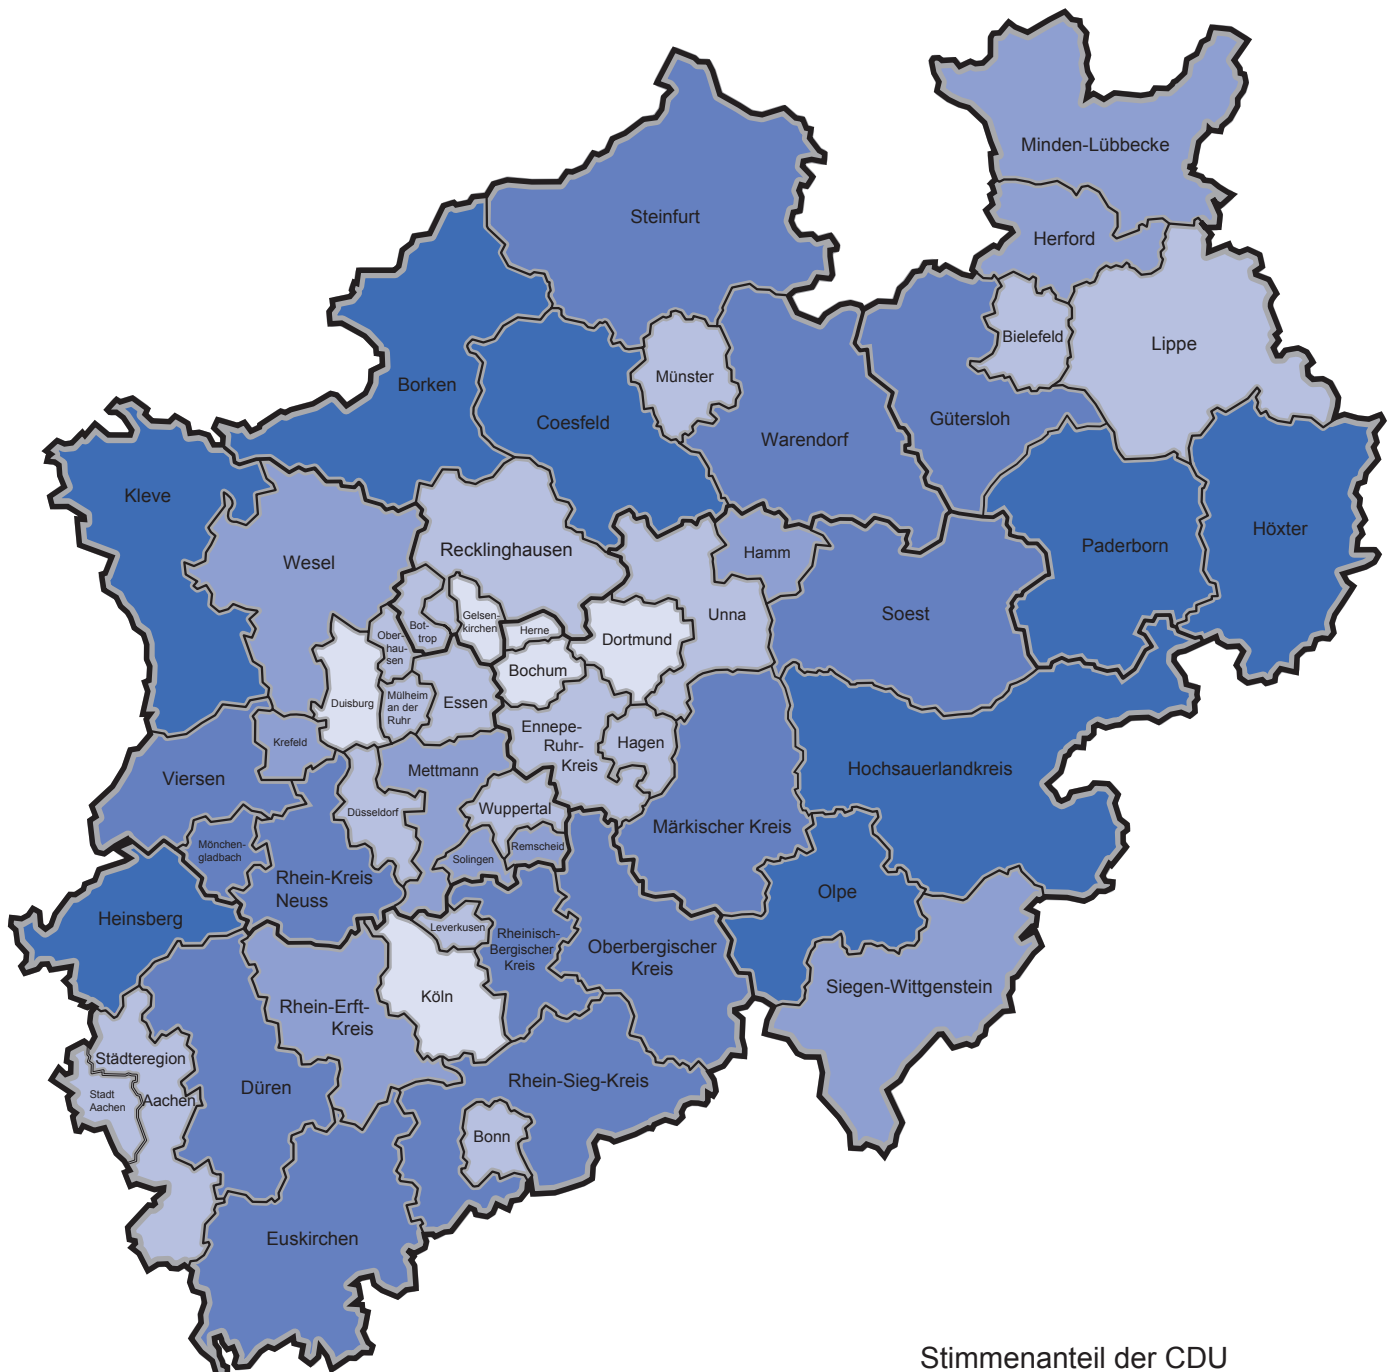 Minden-Lübbecke
Steinfurt
Herford
Bielefeld
Lippe
Münster
Borken
Coesfeld
Gütersloh
Warendorf
Kleve
Höxter
Paderborn
Recklinghausen
Hamm
Wesel
Soest
Unna
Gelsen-
kirchen
Bot-
trop
Herne
Ober-
hau-
sen
Dortmund
Bochum
Duisburg
Mülheim
an der
Ruhr
Essen
Ennepe-
Ruhr-
Kreis
Hagen
Krefeld
Viersen
Mettmann
Hochsauerlandkreis
Düsseldorf
Wuppertal
Märkischer Kreis
Mönchen-
gladbach
Solingen
Remscheid
Rhein-Kreis
Neuss
Olpe
Heinsberg
Leverkusen
Rheinisch-
Bergischer
Kreis
Oberbergischer
Kreis
Siegen-Wittgenstein
Köln
Rhein-Erft-
Kreis
Städteregion
Aachen
Stadt
Aachen
Düren
Rhein-Sieg-Kreis
Bonn
Euskirchen
Stimmenanteil der CDU